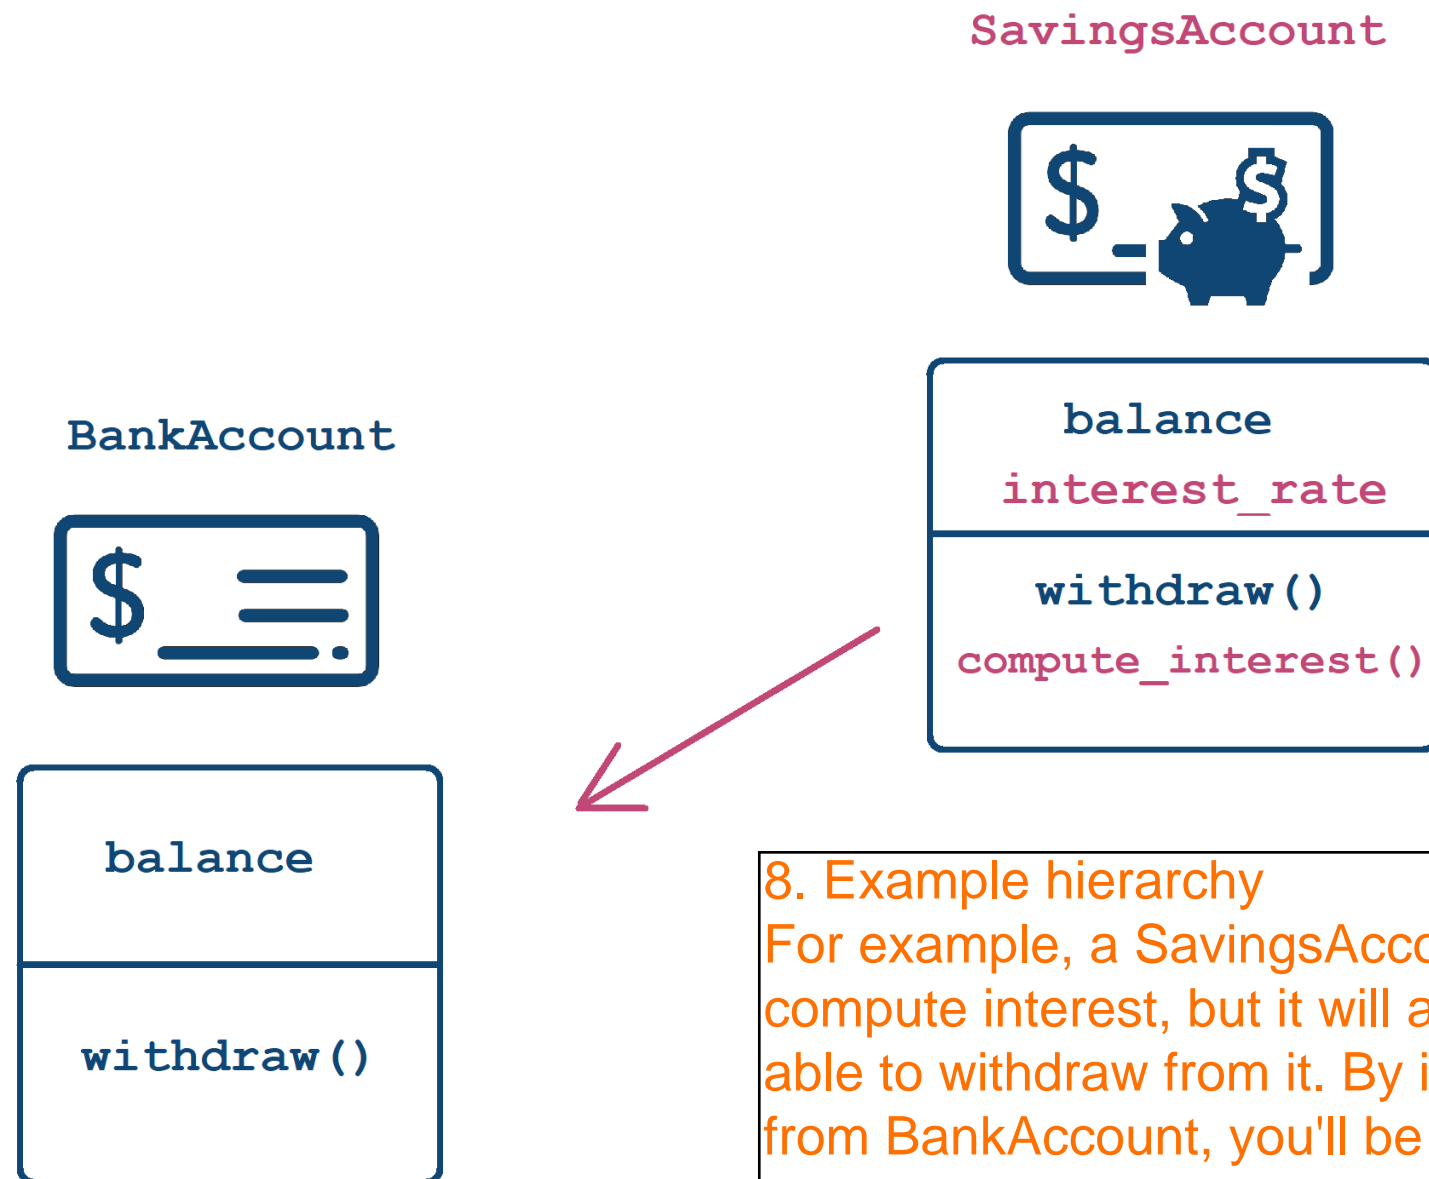 SavingsAccount
$
$
balance
interest_rate
withdraw()
compute_interest()
BankAccount
$
balance
withdraw()
8. Example hierarchy
For example, a
compute interest, but it will
able to withdraw from it. By
from BankAccount, you'll be